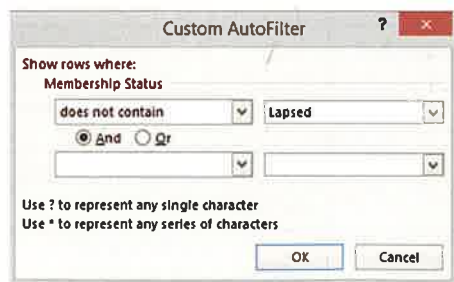 Custom AutoFilter ? ×
Show rows where:
Membership Status
does not contain Lapsed
And Or
Use ? to represent any single character
Use * to represent any series of characters
OK Cancel